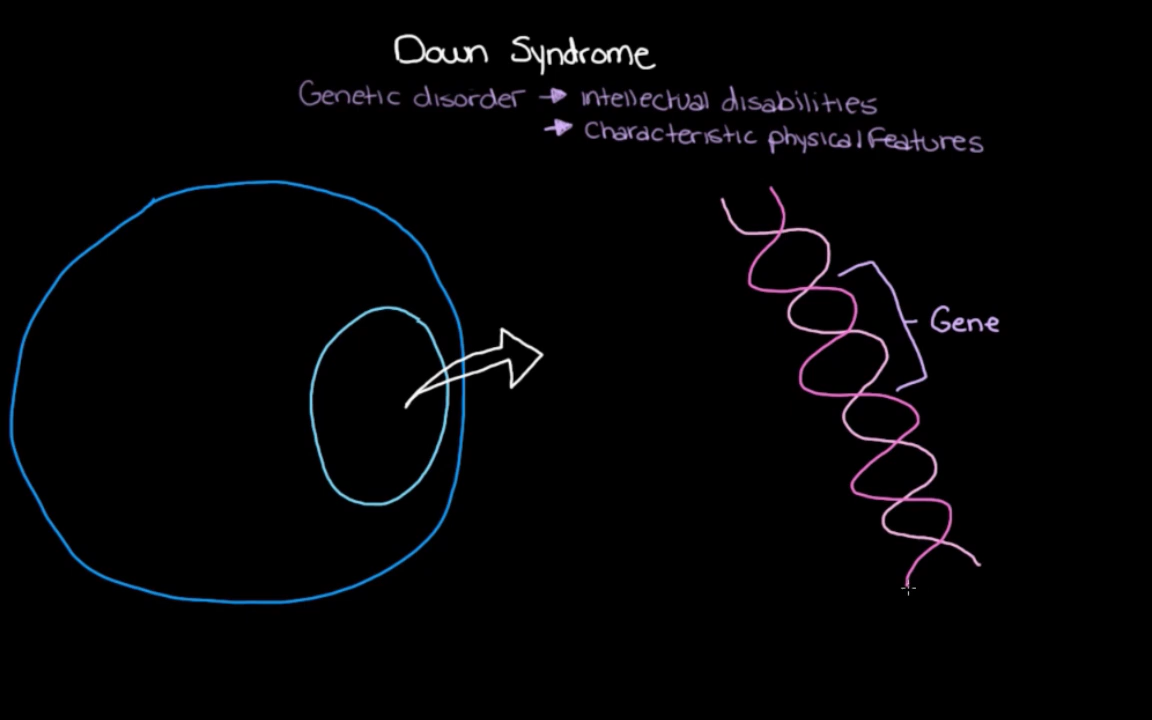 Down Syndrome
Genetic disorder → intellectual disabilities
→ Characteristic physical features
Gene